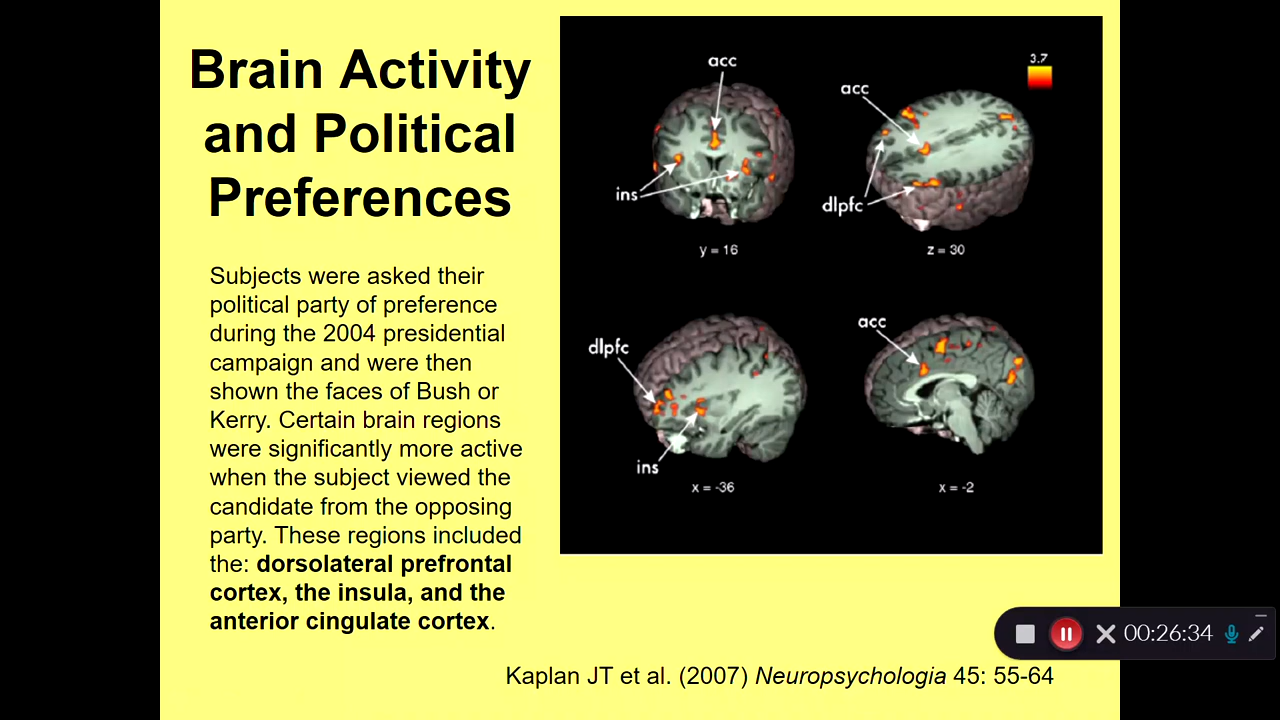 Brain Activity
and Political
Preferences
Subjects were asked their
political party of preference
during the 2004 presidential
campaign and were then
shown the faces of Bush or
Kerry. Certain brain regions
were significantly more active
when the subject viewed the
candidate from the opposing
party. These regions included
the: dorsolateral prefrontal
cortex, the insula, and the
anterior cingulate cortex.
acc
ins
y = 16
3.7
acc
dlpfc
z = 30
dlpfc
ins
x = -36
acc
x = -2
00:26:34
Kaplan JT et al. (2007) Neuropsychologia 45: 55-64